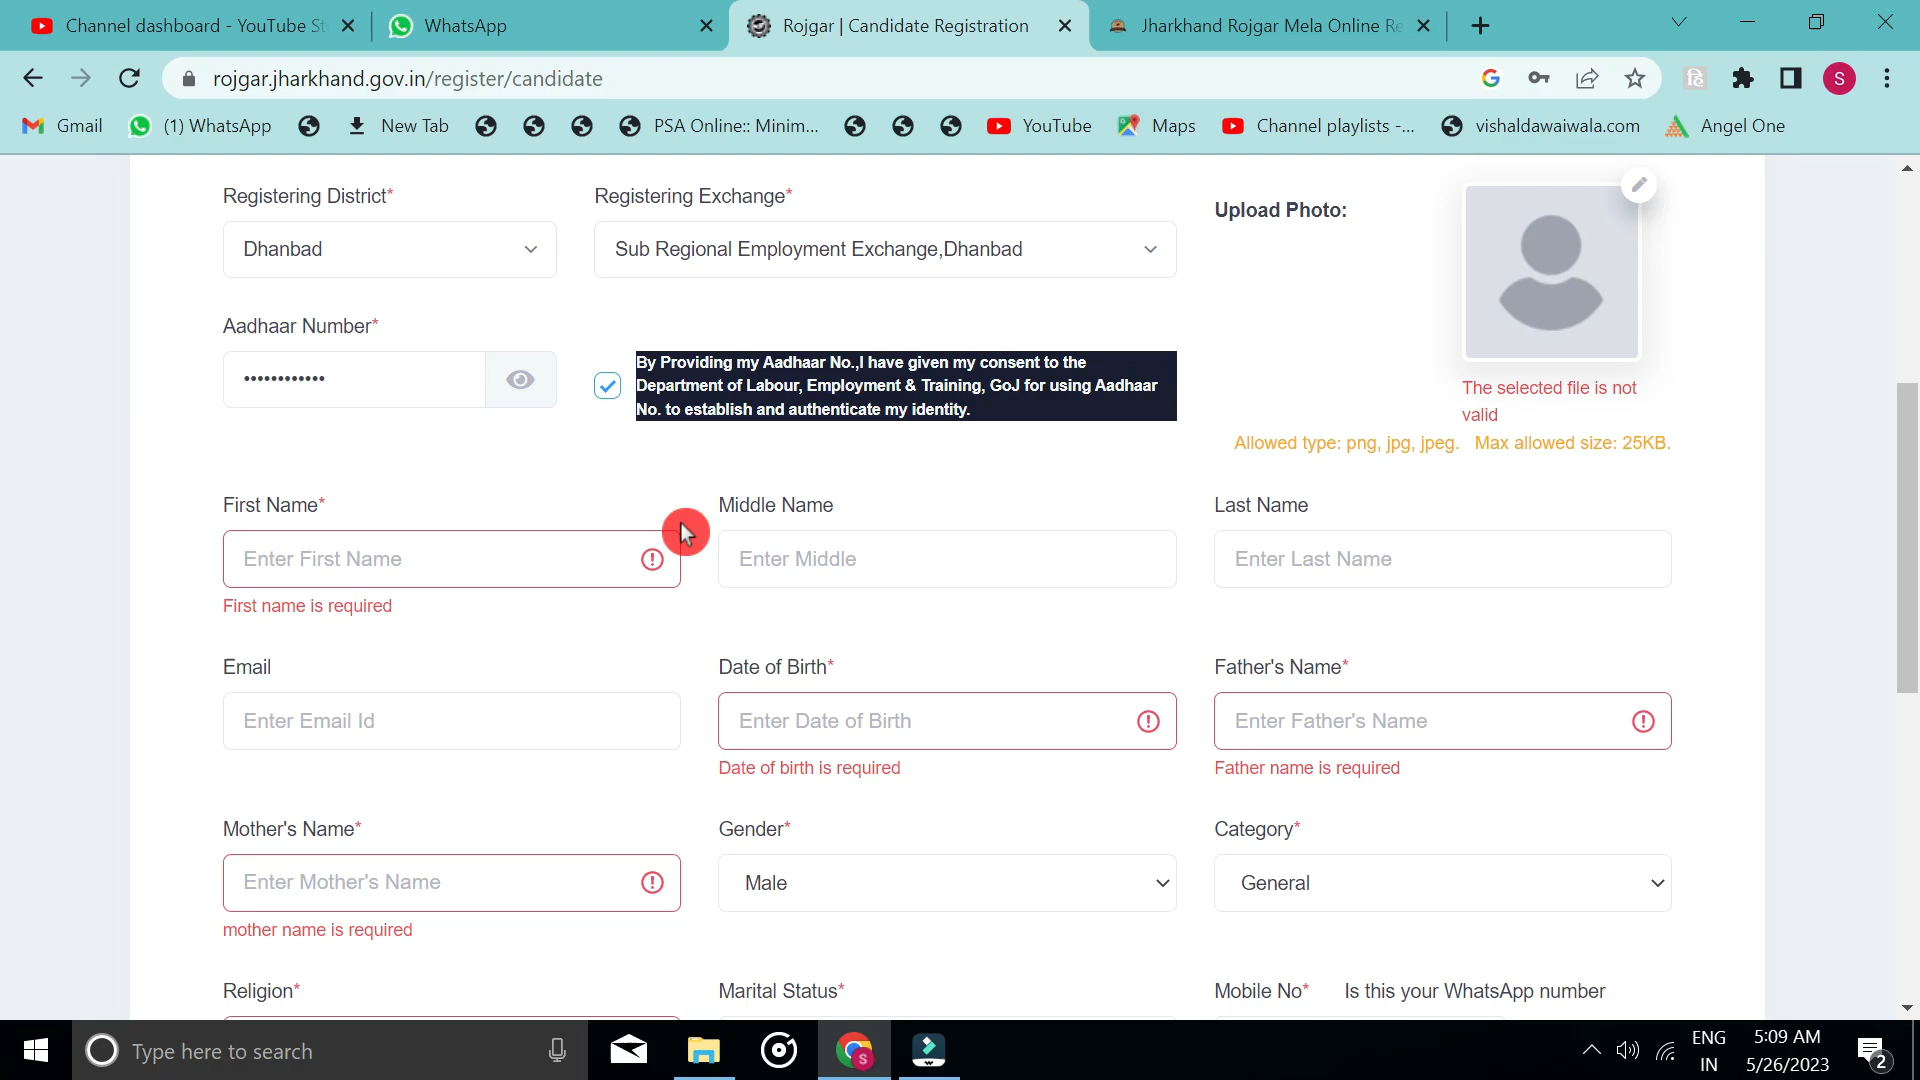 Channel dashboard - YouTube St
WhatsApp
Rojgar | Candidate Registration
Jharkhand Rojgar Mela Online Re
rojgar.jharkhand.gov.in/register/candidate
S
Gmail
(1) WhatsApp
New Tab
PSA Online:: Minim...
YouTube
Maps
Channel playlists -...
vishaldawaiwala.com
Angel One
Registering District*
Registering Exchange*
Upload Photo:
Dhanbad
Sub Regional Employment Exchange,Dhanbad
Aadhaar Number*
••••••••••••
By Providing my Aadhaar No.,I have given my consent to the
Department of Labour, Employment & Training, GoJ for using Aadhaar
No. to establish and authenticate my identity.
The selected file is not
valid
Allowed type: png, jpg, jpeg. Max allowed size: 25KB.
First Name*
Middle Name
Last Name
Enter First Name
Enter Middle
Enter Last Name
First name is required
Email
Date of Birth*
Father's Name*
Enter Email Id
Enter Date of Birth
Enter Father's Name
Date of birth is required
Father name is required
Mother's Name*
Gender*
Category*
Enter Mother's Name
Male
General
mother name is required
Religion*
Marital Status*
Mobile No*
Is this your WhatsApp number
Type here to search
S
ENG
IN
5:09 AM
5/26/2023
2